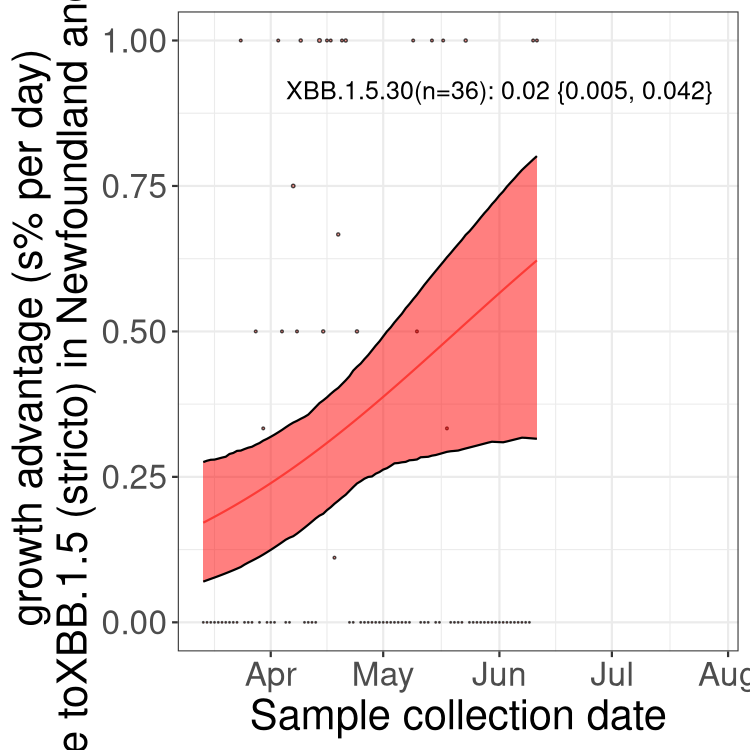 growth advantage (s% per day)
toXBB.1.5 (stricto) in Newfoundland
1.00
0.75
0.50
0.25
0.00
XBB.1.5.30(n=36): 0.02 {0.005, 0.042}
Apr May Jun Jul
Sample collection date